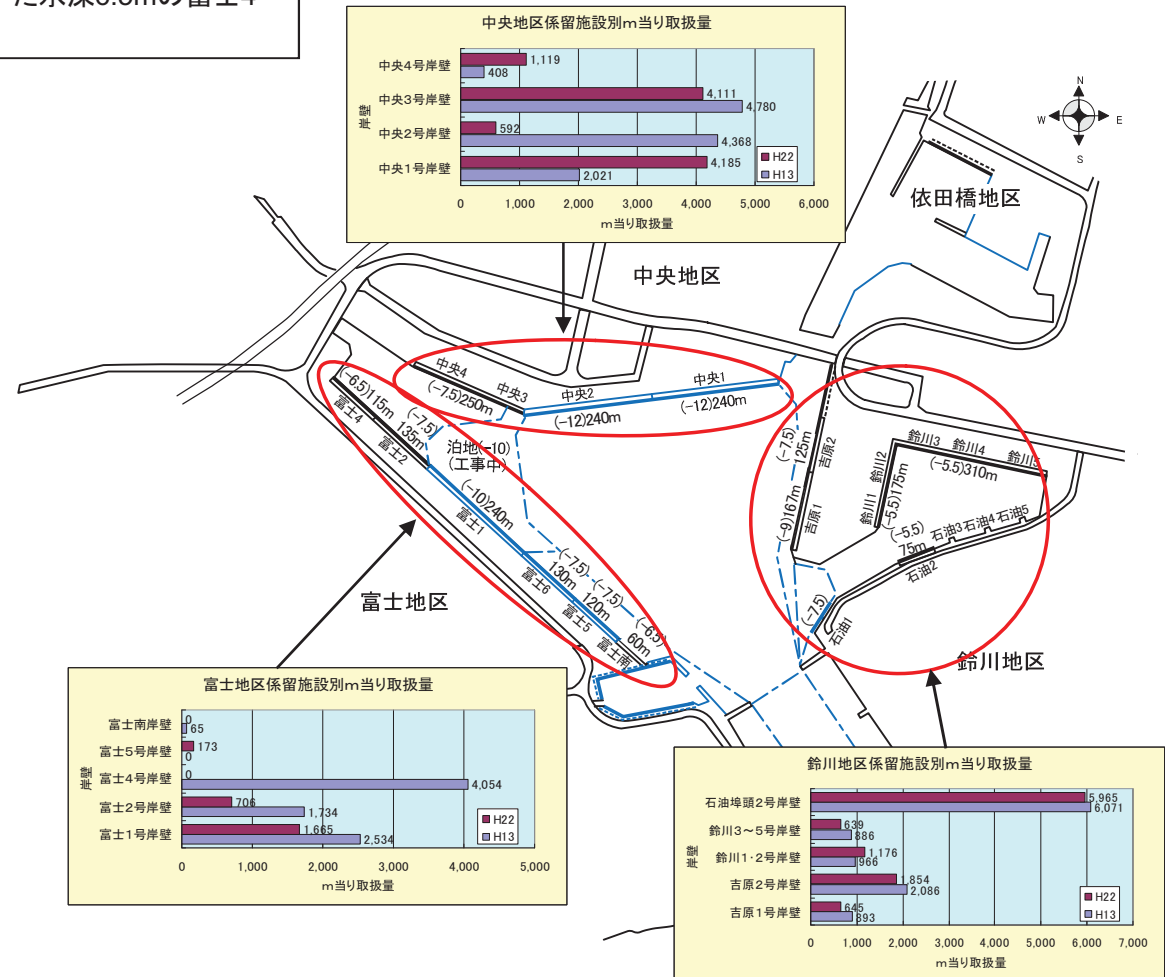 た水深6.5mの富士4
中央地区係留施設別m当り取扱量
岸壁
中央4号岸壁
1,119
408
中央3号岸壁
4,111
4,780
中央2号岸壁
592
4,368
中央1号岸壁
4,185
2,021
H22
H13
0 1,000 2,000 3,000 4,000 5,000 6,000
m当り取扱量
N
W E
S
依田橋地区
中央地区
中央4
(-7.5)250m
中央3
中央2
(-12)240m
中央1
(-12)240m
(-6.5)115m
富士4
(-7.5)
135m
富士2
泊地(-10)
(工事中)
(-10)240m
富士1
(-7.5)
130m
富士6
(-7.5)
120m
富士5
(-6.5)
60m
富士南
富士地区
(-7.5)
125m
吉原2
(-9)167m
吉原1
鈴川3 鈴川4 鈴川5
(-5.5)310m
鈴川2
鈴川1
(-5.5)175m
(-5.5)
75m
石油3 石油4 石油5
石油2
(-7.5)
石油1
鈴川地区
富士地区係留施設別m当り取扱量
岸壁
富士南岸壁
0
65
富士5号岸壁
173
0
富士4号岸壁
0
4,054
富士2号岸壁
706
1,734
富士1号岸壁
1,665
2,534
H22
H13
0 1,000 2,000 3,000 4,000 5,000
m当り取扱量
鈴川地区係留施設別m当り取扱量
岸壁
石油埠頭2号岸壁
5,965
6,071
鈴川3～5号岸壁
639
886
鈴川1･2号岸壁
1,176
966
吉原2号岸壁
1,854
2,086
吉原1号岸壁
645
893
H22
H13
0 1,000 2,000 3,000 4,000 5,000 6,000 7,000
m当り取扱量